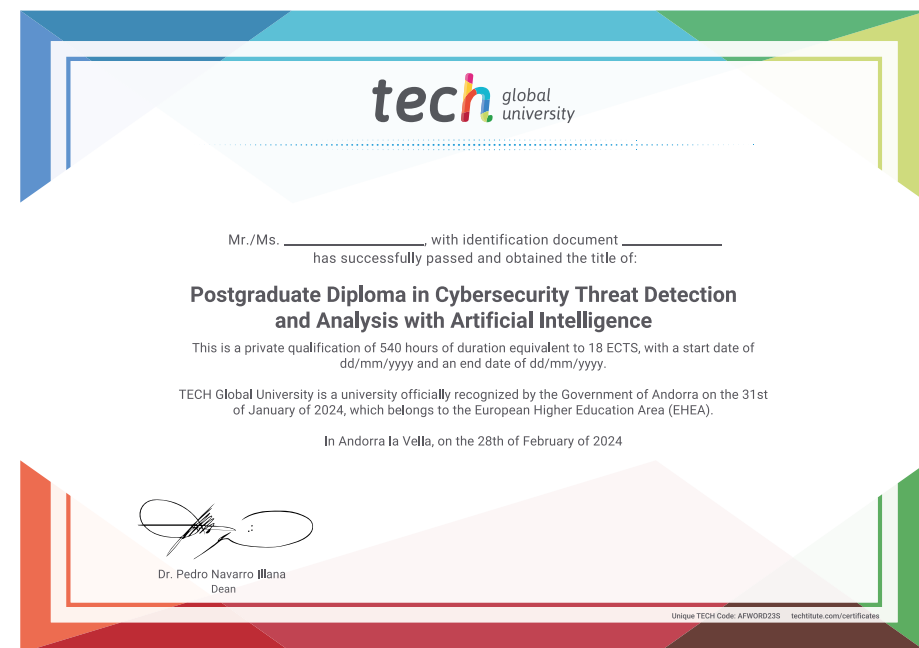 tech global university
Mr./Ms. ____________________, with identification document ______________
has successfully passed and obtained the title of:
Postgraduate Diploma in Cybersecurity Threat Detection
and Analysis with Artificial Intelligence
This is a private qualification of 540 hours of duration equivalent to 18 ECTS, with a start date of
dd/mm/yyyy and an end date of dd/mm/yyyy.
TECH Global University is a university officially recognized by the Government of Andorra on the 31st
of January of 2024, which belongs to the European Higher Education Area (EHEA).
In Andorra la Vella, on the 28th of February of 2024
Dr. Pedro Navarro Illana
Dean
Unique TECH Code: AFWORD23S techtitute.com/certificates